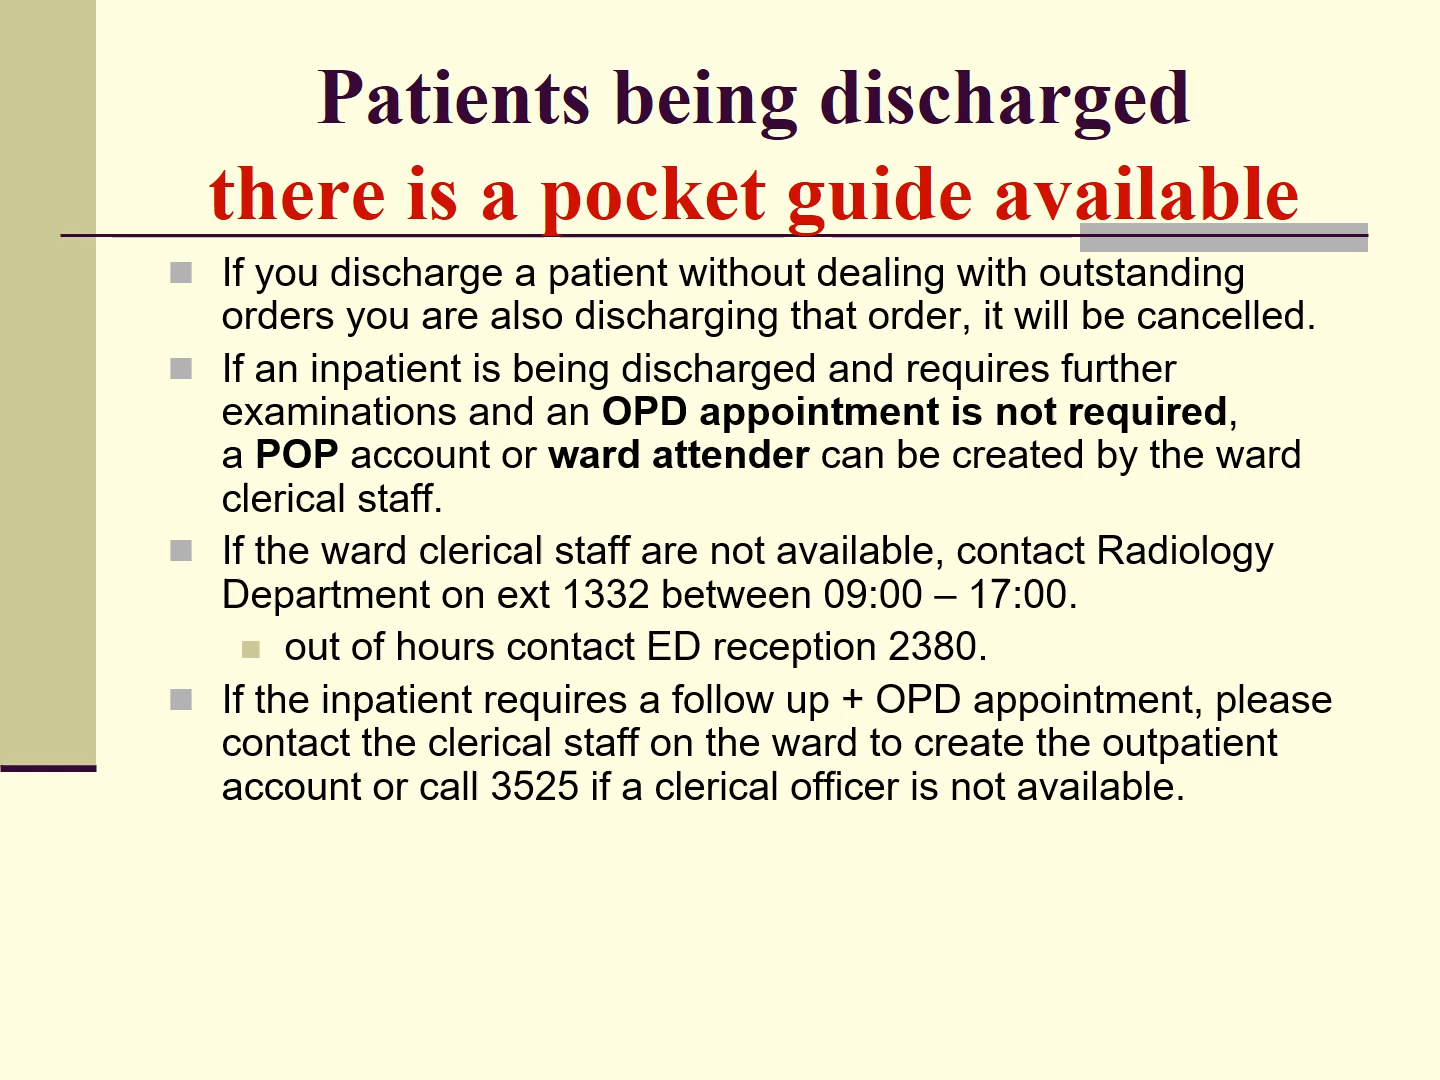 Patients being discharged
there is a pocket guide available
If you discharge a patient without dealing with outstanding
orders you are also discharging that order, it will be cancelled.
If an inpatient is being discharged and requires further
examinations and an OPD appointment is not required,
a POP account or ward attender can be created by the ward
clerical staff.
If the ward clerical staff are not available, contact Radiology
Department on ext 1332 between 09:00 – 17:00.
out of hours contact ED reception 2380.
If the inpatient requires a follow up + OPD appointment, please
contact the clerical staff on the ward to create the outpatient
account or call 3525 if a clerical officer is not available.